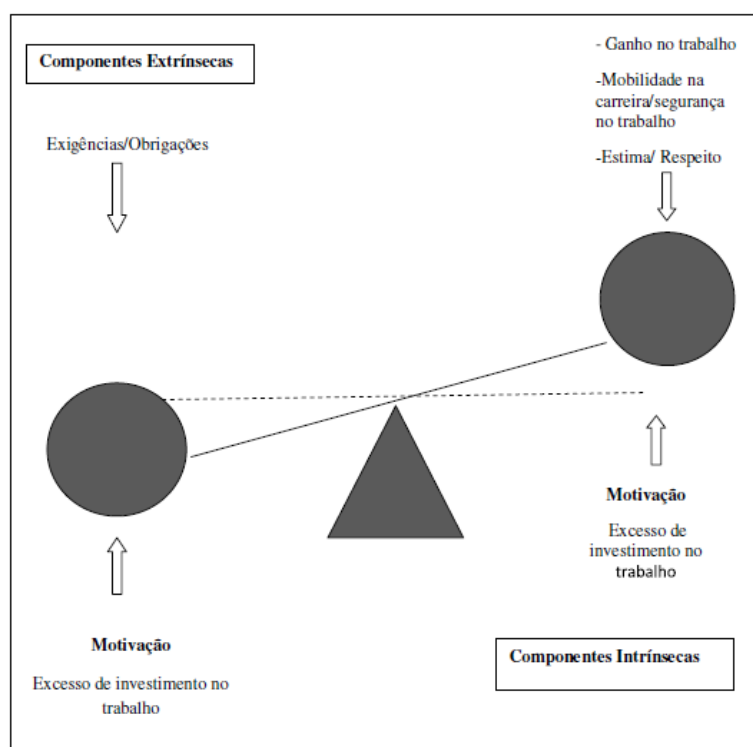 Componentes Extrínsecas
Exigências/Obrigações
- Ganho no trabalho
-Mobilidade na
carreira/segurança
no trabalho
-Estima/ Respeito
Motivação
Excesso de
investimento no
trabalho
Motivação
Excesso de investimento no
trabalho
Componentes Intrínsecas